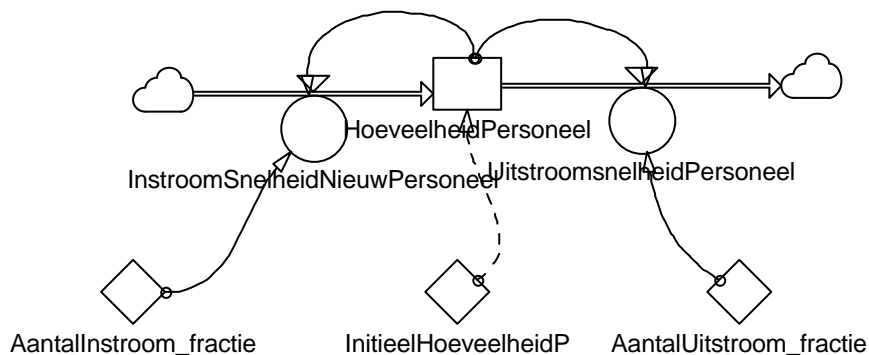 HoeveelheidPersoneel
InstroomSnelheidNieuwPersoneel
UitstroomsnelheidPersoneel
AantalInstroom_fractie
InitieelHoeveelheidP
AantalUitstroom_fractie